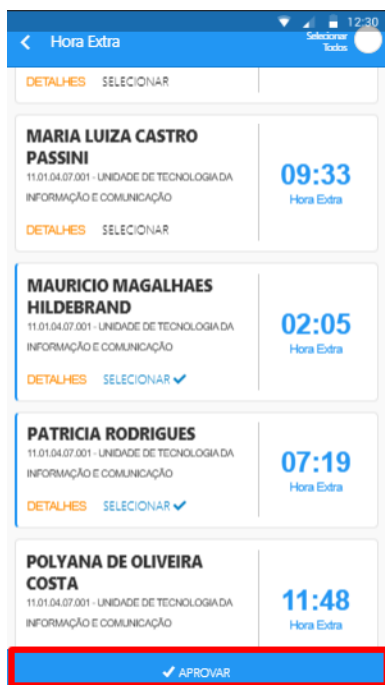 12:30
Hora Extra
Selecionar
Todos
DETALHES SELECIONAR
MARIA LUIZA CASTRO
PASSINI
11.01.04.07.001 - UNIDADE DE TECNOLOGIA DA
INFORMAÇÃO E COMUNICAÇÃO
09:33
Hora Extra
DETALHES SELECIONAR
MAURICIO MAGALHAES
HILDEBRAND
11.01.04.07.001 - UNIDADE DE TECNOLOGIA DA
INFORMAÇÃO E COMUNICAÇÃO
02:05
Hora Extra
DETALHES SELECIONAR ✓
PATRICIA RODRIGUES
11.01.04.07.001 - UNIDADE DE TECNOLOGIA DA
INFORMAÇÃO E COMUNICAÇÃO
07:19
Hora Extra
DETALHES SELECIONAR ✓
POLYANA DE OLIVEIRA
COSTA
11.01.04.07.001 - UNIDADE DE TECNOLOGIA DA
INFORMAÇÃO E COMUNICAÇÃO
11:48
Hora Extra
✓ APROVAR